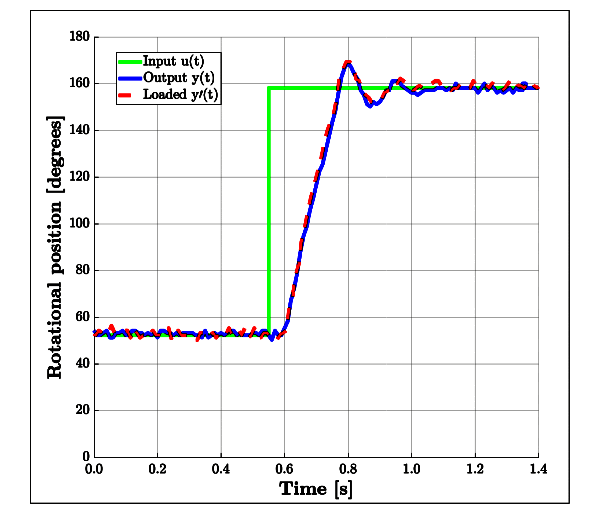 180
160
140
120
100
80
60
40
20
0
Rotational position [degrees]
Input u(t)
Output y(t)
Loaded y′(t)
0.0 0.2 0.4 0.6 0.8 1.0 1.2 1.4
Time [s]